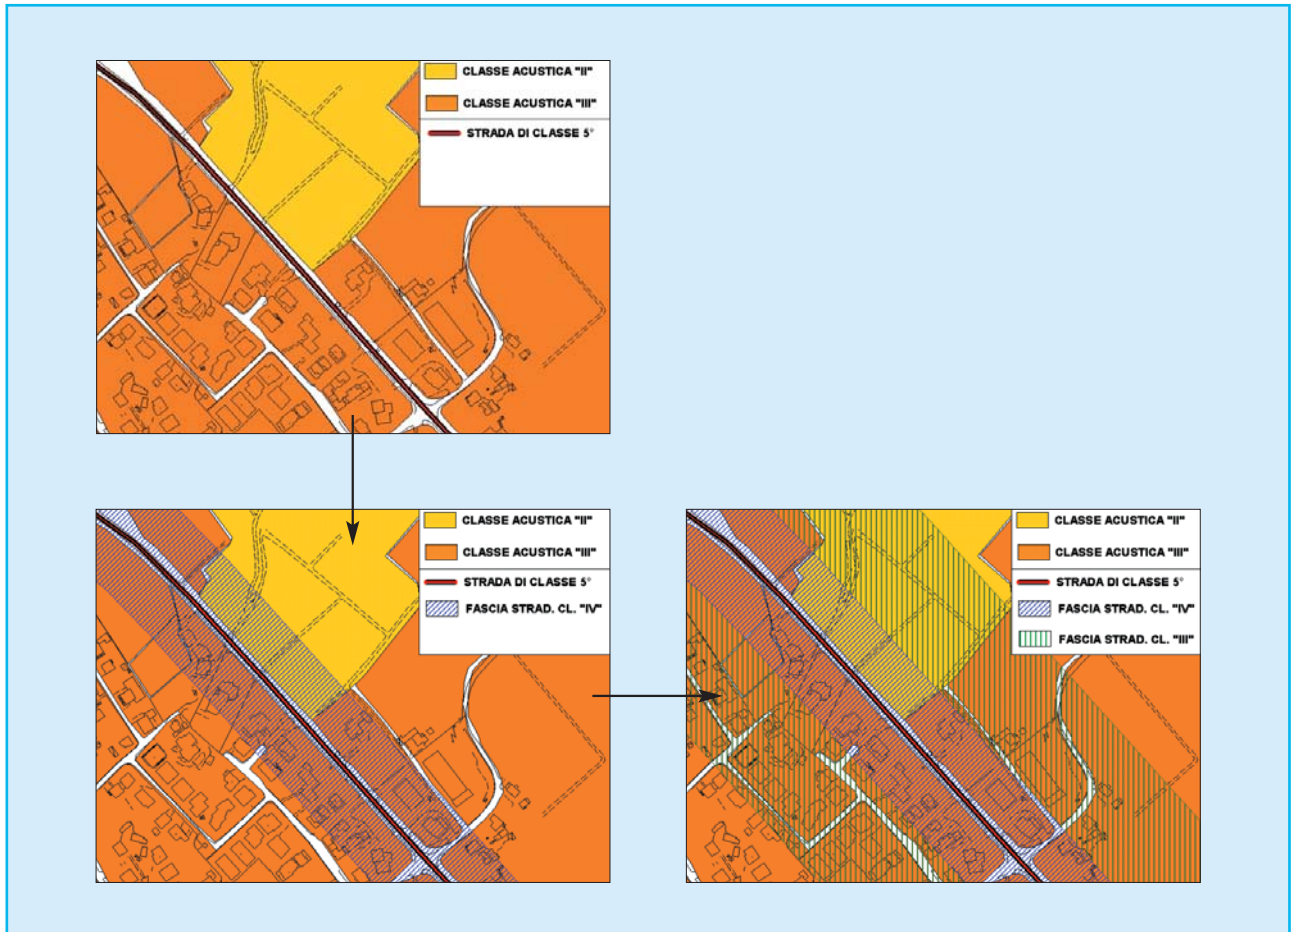 CLASSE ACUSTICA "II"
CLASSE ACUSTICA "III"
STRADA DI CLASSE 5°
CLASSE ACUSTICA "II"
CLASSE ACUSTICA "III"
STRADA DI CLASSE 5°
FASCIA STRAD. CL. "IV"
CLASSE ACUSTICA "II"
CLASSE ACUSTICA "III"
STRADA DI CLASSE 5°
FASCIA STRAD. CL. "IV"
FASCIA STRAD. CL. "III"